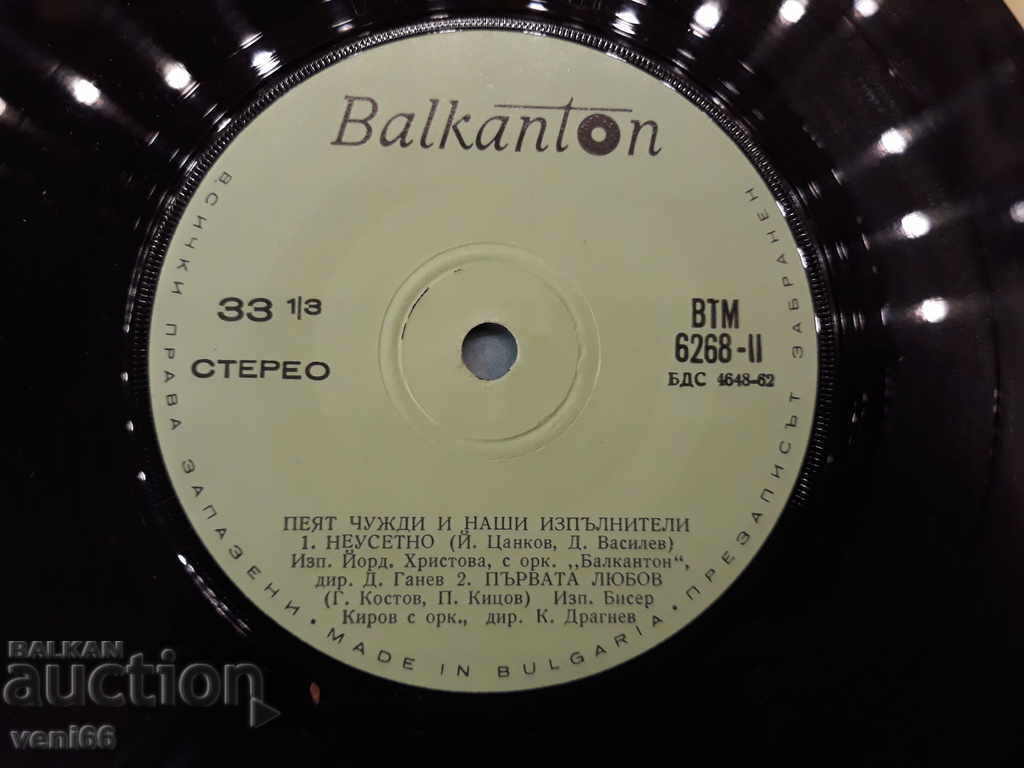 Balkanton
33 1/3
СТЕРЕО
ВТМ
6268-II
БДС 4648-62
ПЕЯТ ЧУЖДИ И НАШИ ИЗПЪЛНИТЕЛИ
1. НЕУСЕТНО (Й. Цанков, Д. Василев)
Изп. Йорд. Христова, с орк. „Балкантон",
дир. Д. Ганев 2. ПЪРВАТА ЛЮБОВ
(Г. Костов, П. Кицов) Изп. Бисер
Киров с орк., дир. К. Драгнев
ВСИЧКИ ПРАВА ЗАПАЗЕНИ • MADE IN BULGARIA • ПРЕЗАПИСЪТ ЗАБРАНЕН
BALKAN
auction
veni66